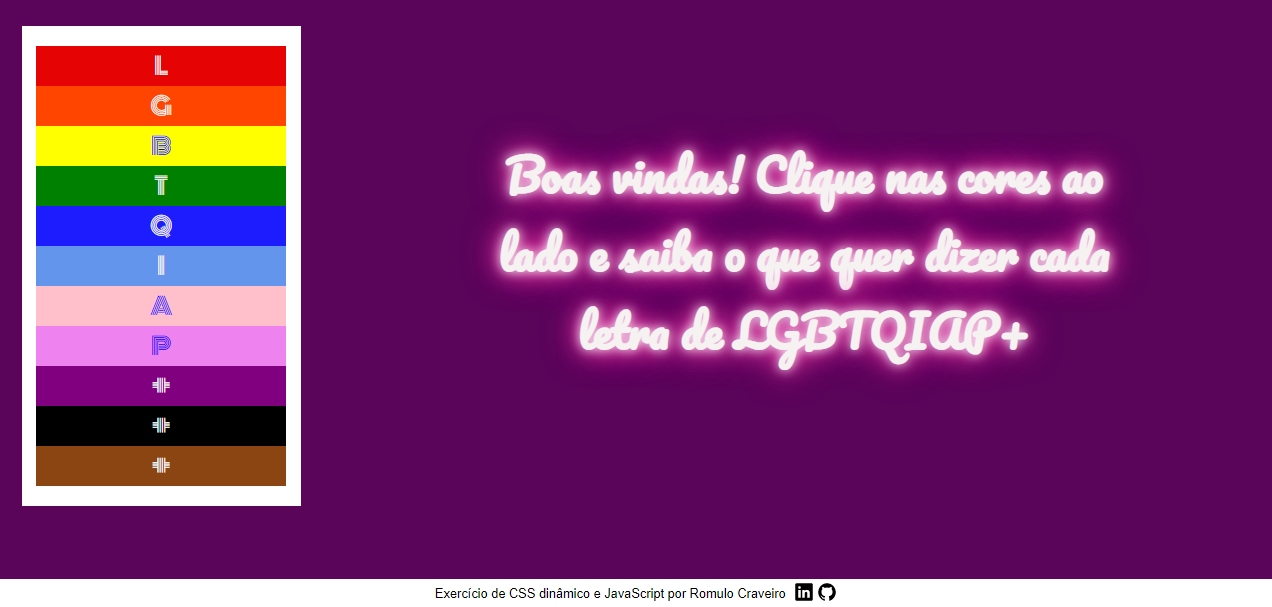 L
G
B
T
Q
I
A
P
+
+
+
Boas vindas! Clique nas cores ao
lado e saiba o que quer dizer cada
letra de LGBTQIAP+
Exercício de CSS dinâmico e JavaScript por Romulo Craveiro in